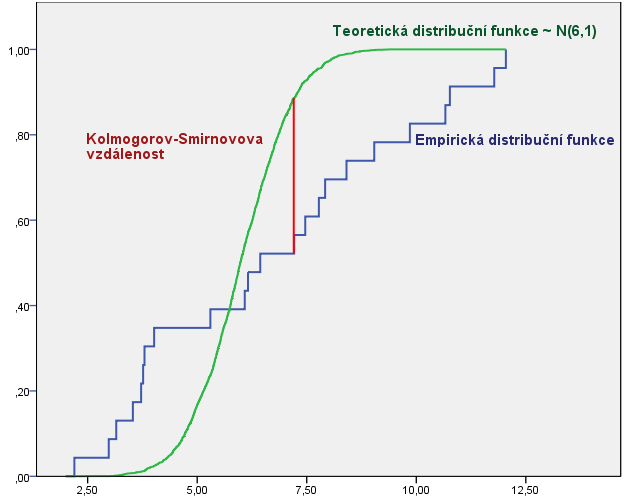 Teoretická distribuční funkce ~ N(6,1)
1,00
,80
Kolmogorov-Smirnovova
vzdálenost
Empirická distribuční funkce
,60
,40
,20
,00
2,50 5,00 7,50 10,00 12,50